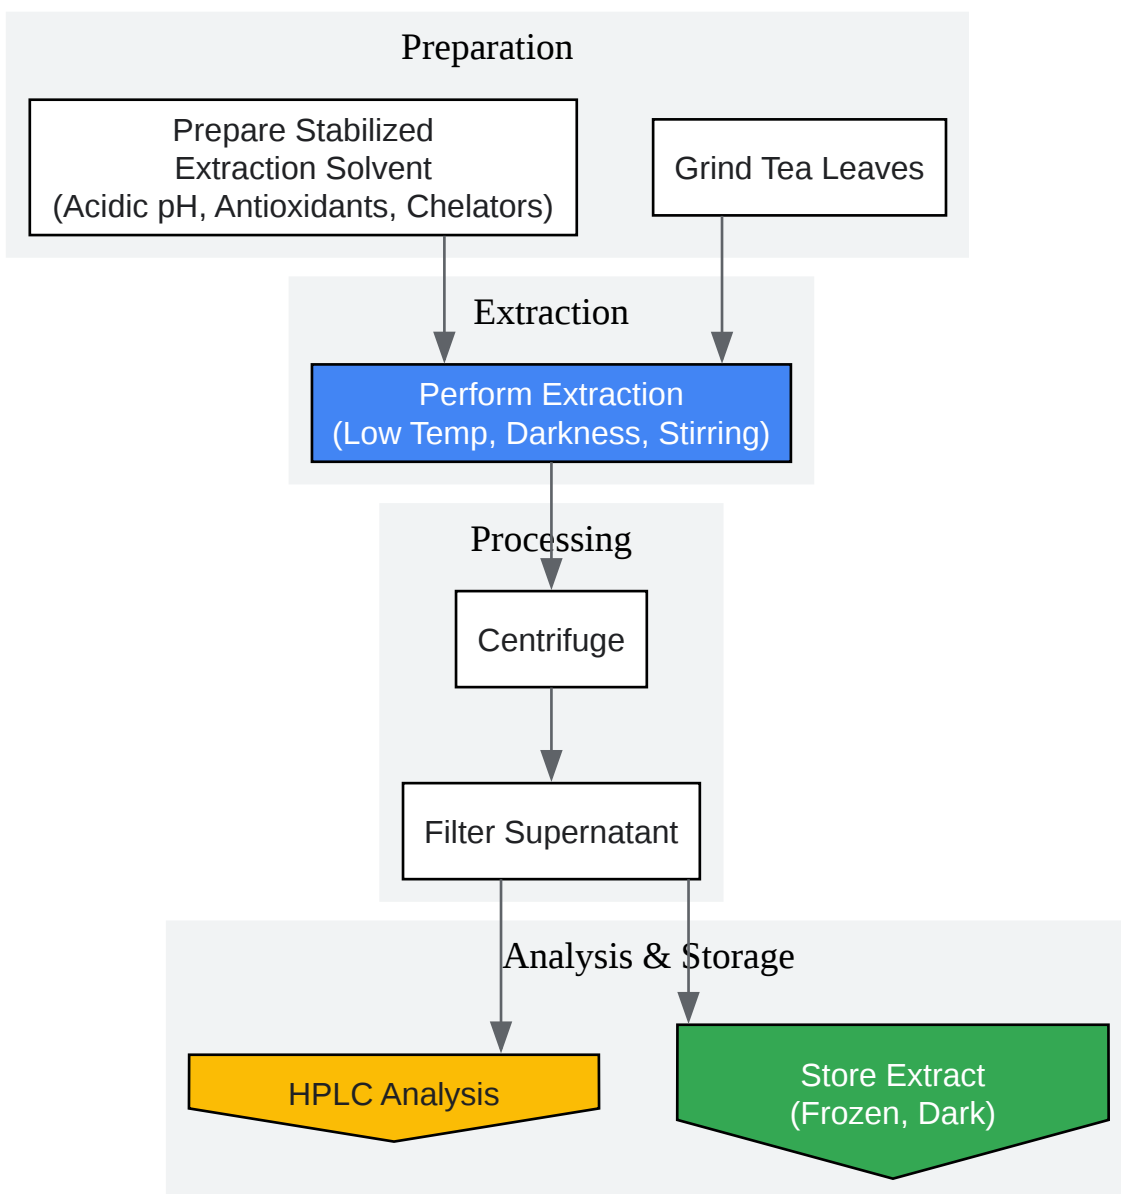 Preparation
Prepare Stabilized
Extraction Solvent
(Acidic pH, Antioxidants, Chelators)
Grind Tea Leaves
Extraction
Perform Extraction
(Low Temp, Darkness, Stirring)
Processing
Centrifuge
Filter Supernatant
Analysis & Storage
HPLC Analysis
Store Extract
(Frozen, Dark)